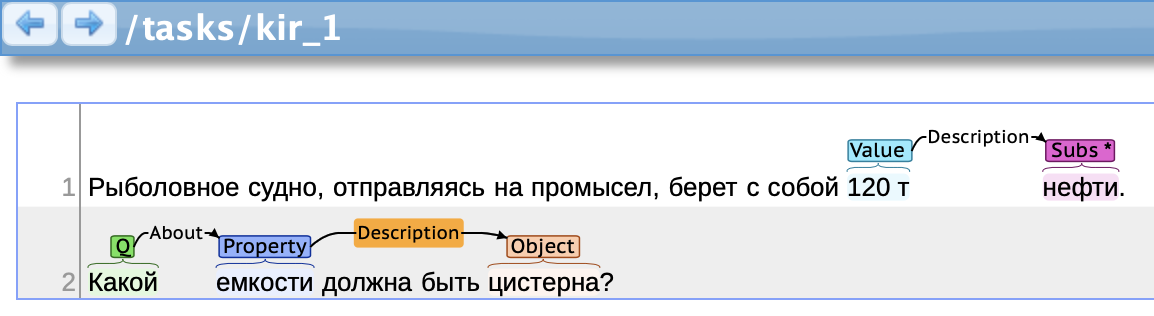 /tasks/kir_1
Value Description Subs *
1 Рыболовное судно, отправляясь на промысел, берет с собой 120 т нефти.
Q About Property Description Object
2 Какой емкости должна быть цистерна?